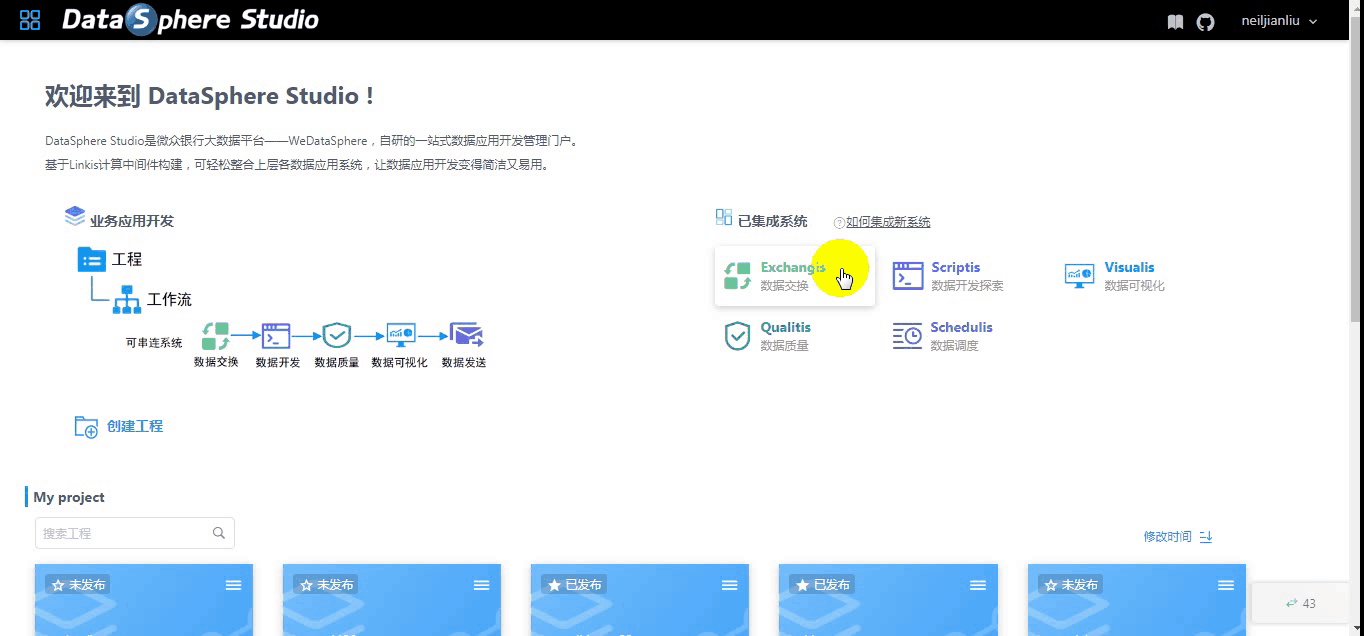 DataSphere Studio
neiljianliu
欢迎来到 DataSphere Studio！
DataSphere Studio是微众银行大数据平台——WeDataSphere，自研的一站式数据应用开发管理门户。
基于Linkis计算中间件构建，可轻松整合上层各数据应用系统，让数据应用开发变得简洁又易用。
业务应用开发
工程
工作流
可串连系统
数据交换 数据开发 数据质量 数据可视化 数据发送
创建工程
已集成系统 ?如何集成新系统
Exchangis
数据交换
Scriptis
数据开发探索
Visualis
数据可视化
Qualitis
数据质量
Schedulis
数据调度
My project
搜索工程
修改时间
未发布 未发布 已发布 已发布 未发布
43